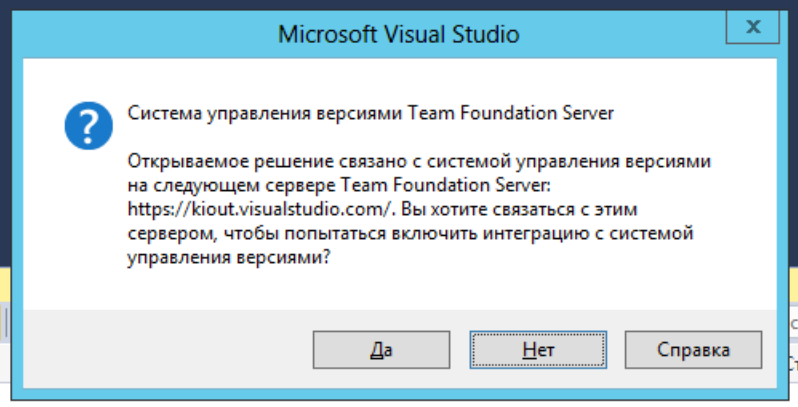 Microsoft Visual Studio
x
Система управления версиями Team Foundation Server
Открываемое решение связано с системой управления версиями
на следующем сервере Team Foundation Server:
https://kiout.visualstudio.com/. Вы хотите связаться с этим
сервером, чтобы попытаться включить интеграцию с системой
управления версиями?
Да
Нет
Справка